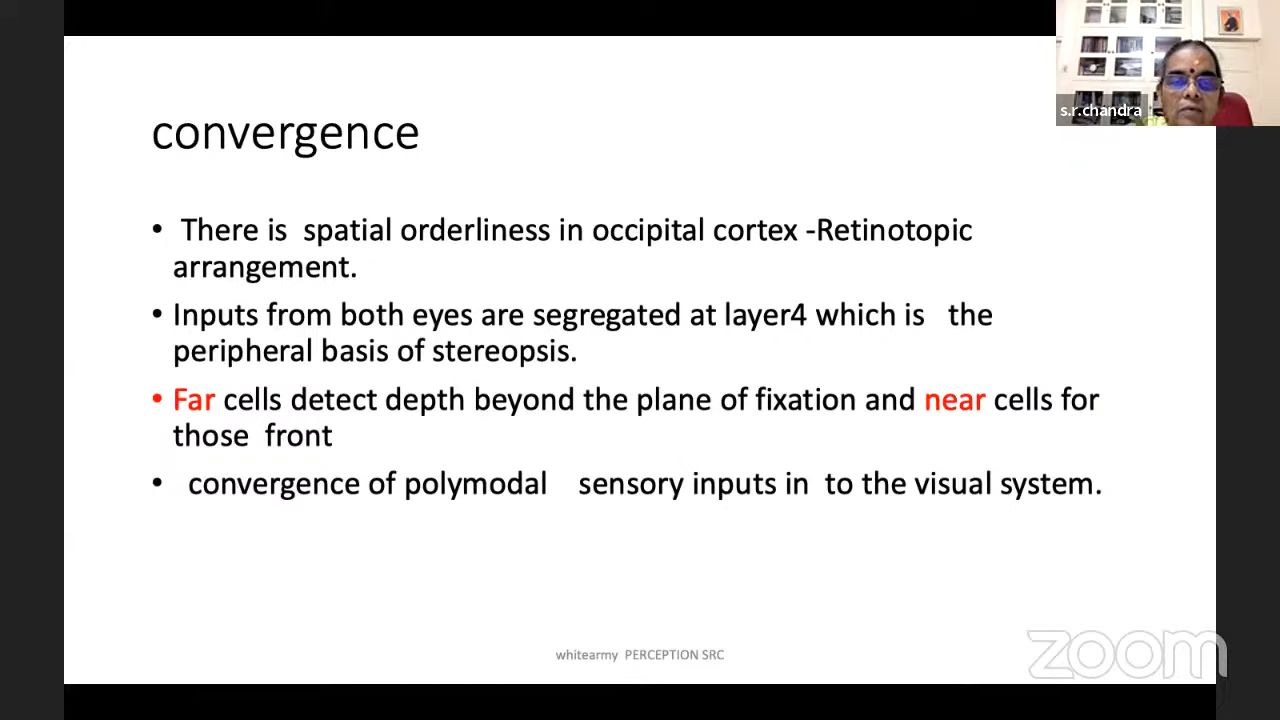 s.r.chandra
convergence
• There is spatial orderliness in occipital cortex -Retinotopic
arrangement.
• Inputs from both eyes are segregated at layer4 which is the
peripheral basis of stereopsis.
• Far cells detect depth beyond the plane of fixation and near cells for
those front
• convergence of polymodal sensory inputs in to the visual system.
whitearmy PERCEPTION SRC
zoom